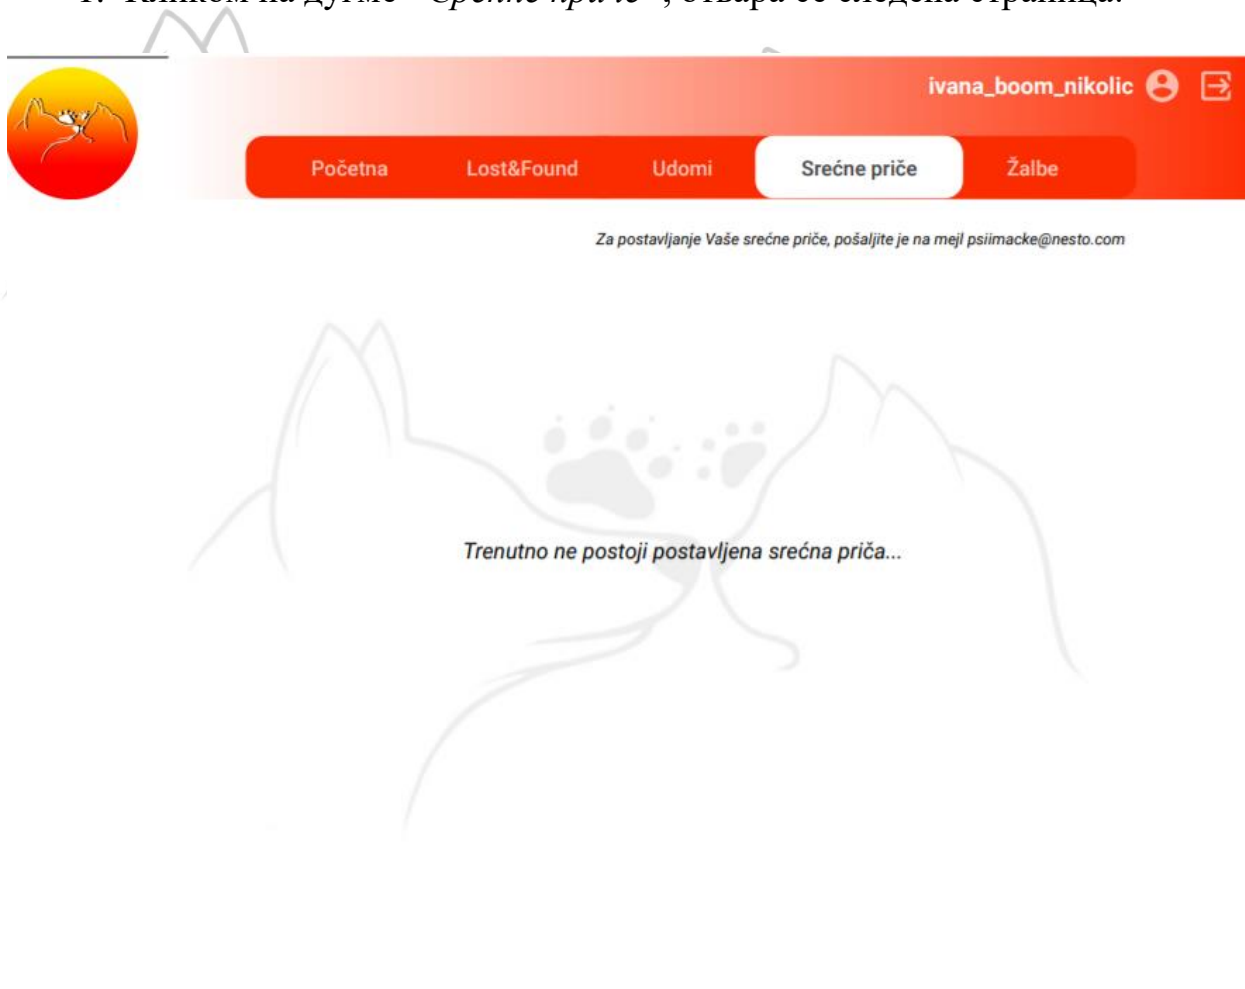 ivana_boom_nikolic
Početna Lost&Found Udomi Srećne priče Žalbe
Za postavljanje Vaše srećne priče, pošaljite je na mejl psiimacke@nesto.com
Trenutno ne postoji postavljena srećna priča...